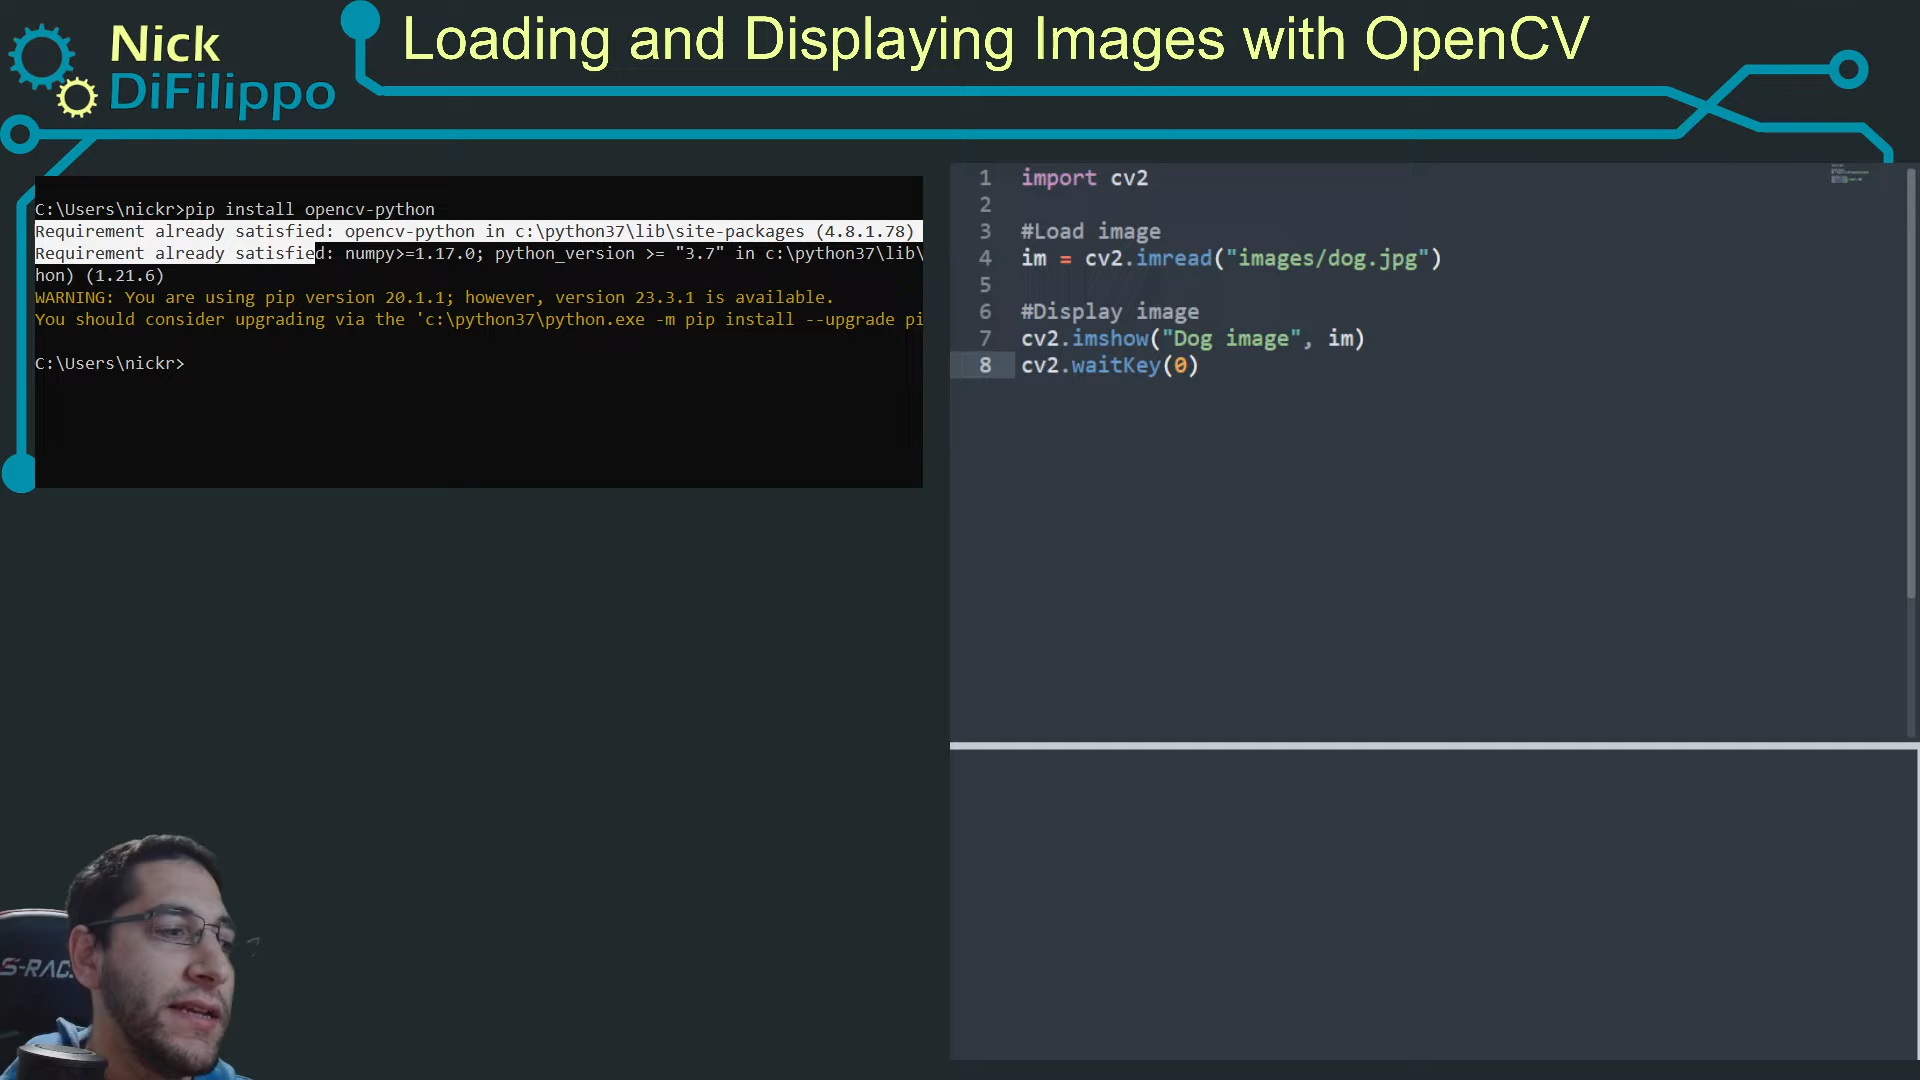 Nick
DiFilippo
Loading and Displaying Images with OpenCV
C:\Users\nickr>pip install opencv-python
Requirement already satisfied: opencv-python in c:\python37\lib\site-packages (4.8.1.78)
Requirement already satisfied: numpy>=1.17.0; python_version >= "3.7" in c:\python37\lib\
hon) (1.21.6)
WARNING: You are using pip version 20.1.1; however, version 23.3.1 is available.
You should consider upgrading via the 'c:\python37\python.exe -m pip install --upgrade pi
C:\Users\nickr>
1 import cv2
2
3 #Load image
4 im = cv2.imread("images/dog.jpg")
5
6 #Display image
7 cv2.imshow("Dog image", im)
8 cv2.waitKey(0)